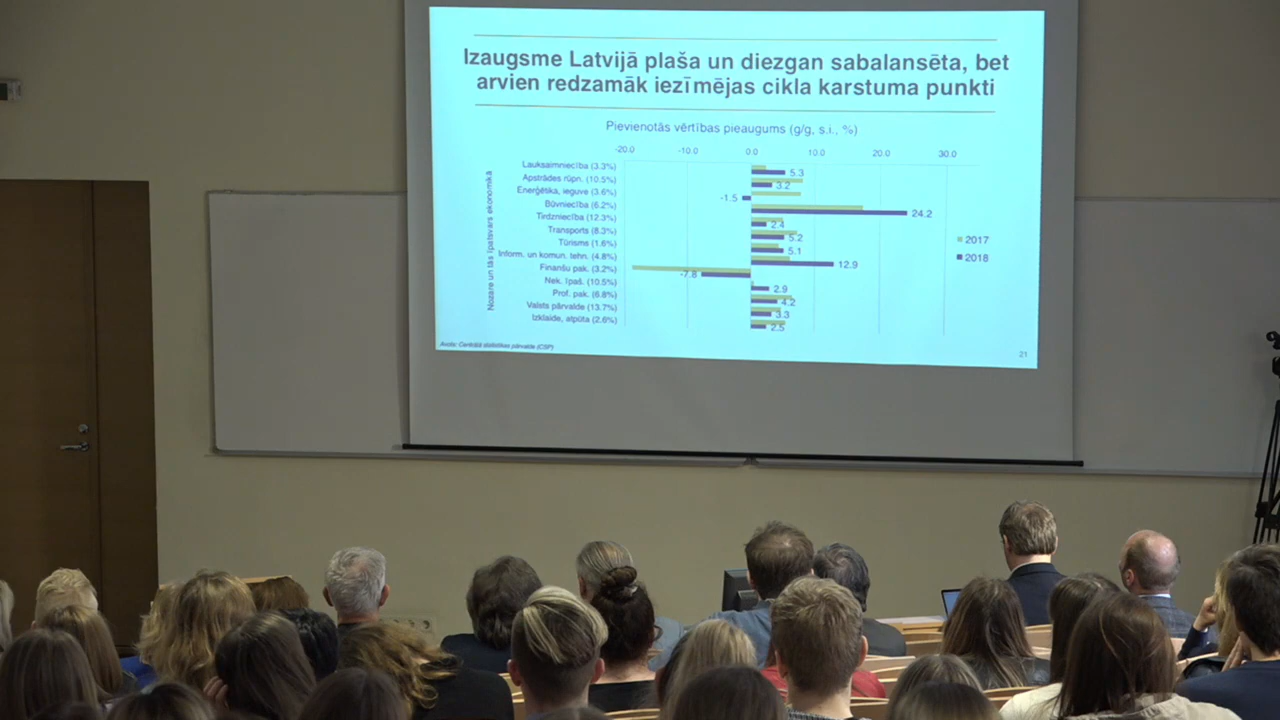 Izaugsme Latvijā plaša un diezgan sabalansēta, bet
arvien redzamāk iezīmējas cikla karstuma punkti
Pievienotās vērtības pieaugums (g/g, s.i., %)
-20.0 -10.0 0.0 10.0 20.0 30.0
Nozare un tās īpatsvars ekonomikā
Lauksaimniecība (3.3%) 5.3
Apstrādes rūpn. (10.5%) 3.2
Enerģētika, ieguve (3.6%) -1.5
Būvniecība (6.2%) 24.2
Tirdzniecība (12.3%) 2.4
Transports (8.3%) 5.2
Tūrisms (1.6%) 5.1
Inform. un komun. tehn. (4.8%) 12.9
Finanšu pak. (3.2%) -7.8
Nek. īpaš. (10.5%) 2.9
Prof. pak. (6.8%) 4.2
Valsts pārvalde (13.7%) 3.3
Izklaide, atpūta (2.6%) 2.5
2017
2018
Avots: Centrālā statistikas pārvalde (CSP)
21